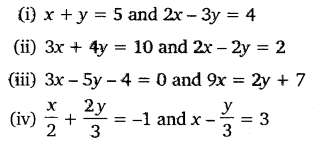 (i) x + y = 5 and 2x – 3y = 4
(ii) 3x + 4y = 10 and 2x – 2y = 2
(iii) 3x – 5y – 4 = 0 and 9x = 2y + 7
(iv) x/2 + 2y/3 = –1 and x – y/3 = 3